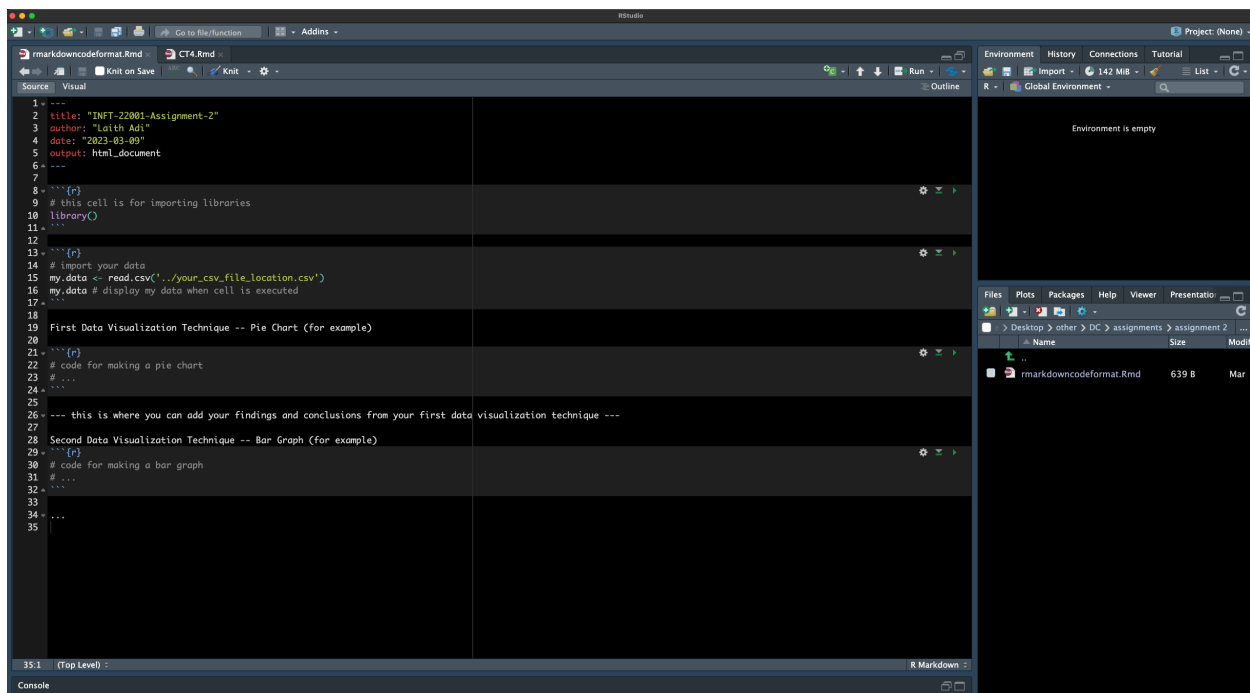 RStudio
Go to file/function
Addins
Project: (None)
rmarkdowncodeformat.Rmd
CT4.Rmd
Knit on Save
ABC
Knit
Run
Source
Visual
Outline
1 ---
2 title: "INFT-22001-Assignment-2"
3 author: "Laith Adi"
4 date: "2023-03-09"
5 output: html_document
6 ---
7
8 ```{r}
9 # this cell is for importing libraries
10 library()
11 ```
12
13 ```{r}
14 # import your data
15 my.data <- read.csv('../your_csv_file_location.csv')
16 my.data # display my data when cell is executed
17 ```
18
19 First Data Visualization Technique -- Pie Chart (for example)
20
21 ```{r}
22 # code for making a pie chart
23 # ...
24 ```
25
26 --- this is where you can add your findings and conclusions from your first data visualization technique ---
27
28 Second Data Visualization Technique -- Bar Graph (for example)
29 ```{r}
30 # code for making a bar graph
31 # ...
32 ```
33
34 ...
35
35:1 (Top Level)
R Markdown
Console
Environment History Connections Tutorial
Import 142 MiB List
R Global Environment
Environment is empty
Files Plots Packages Help Viewer Presentatio
Desktop > other > DC > assignments > assignment 2 ...
Name Size Modif
..
rmarkdowncodeformat.Rmd 639 B Mar